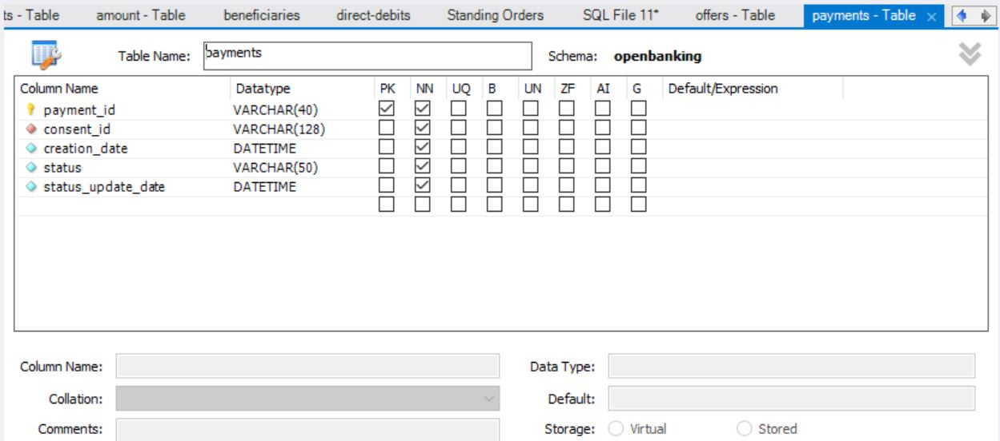 ts - Table amount - Table beneficiaries direct-debits Standing Orders SQL File 11* offers - Table payments - Table ×
Table Name: payments Schema: openbanking
Column Name Datatype PK NN UQ B UN ZF AI G Default/Expression
payment_id VARCHAR(40)
consent_id VARCHAR(128)
creation_date DATETIME
status VARCHAR(50)
status_update_date DATETIME
Column Name: Data Type:
Collation: Default:
Comments: Storage: Virtual Stored